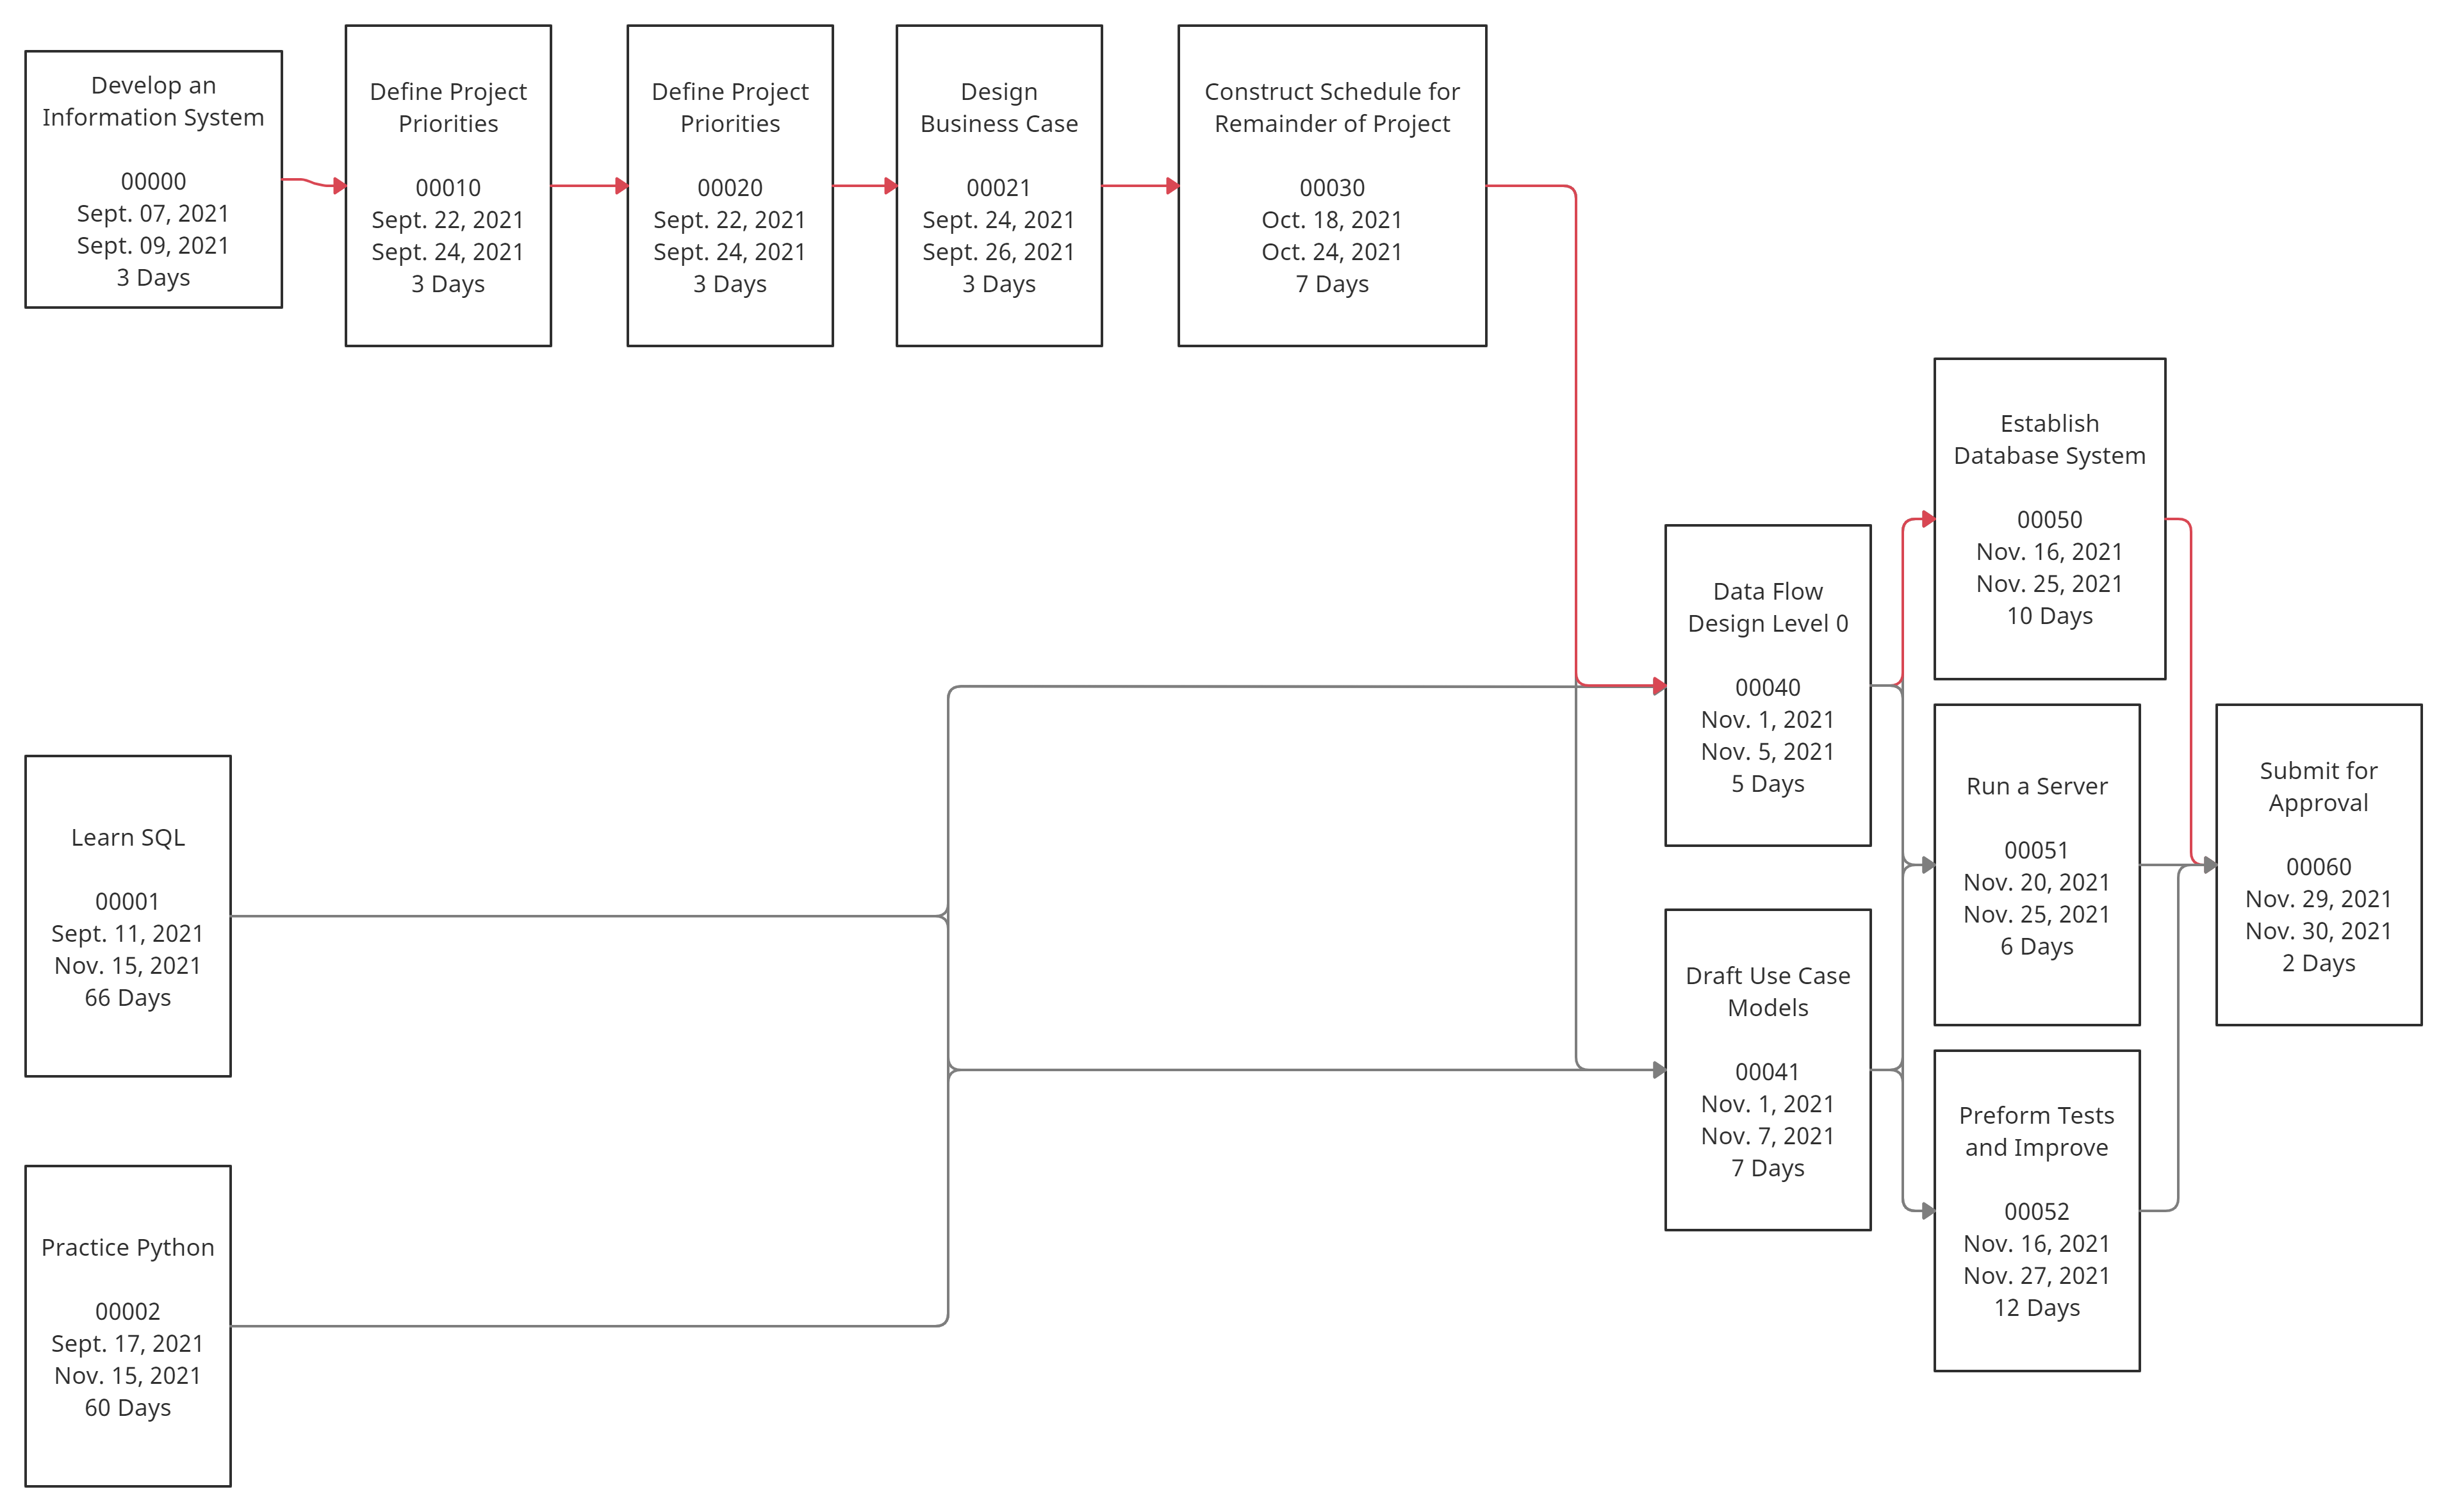 Develop an
Information System
00000
Sept. 07, 2021
Sept. 09, 2021
3 Days
Define Project
Priorities
00010
Sept. 22, 2021
Sept. 24, 2021
3 Days
Define Project
Priorities
00020
Sept. 22, 2021
Sept. 24, 2021
3 Days
Design
Business Case
00021
Sept. 24, 2021
Sept. 26, 2021
3 Days
Construct Schedule for
Remainder of Project
00030
Oct. 18, 2021
Oct. 24, 2021
7 Days
Establish
Database System
00050
Nov. 16, 2021
Nov. 25, 2021
10 Days
Data Flow
Design Level 0
00040
Nov. 1, 2021
Nov. 5, 2021
5 Days
Run a Server
00051
Nov. 20, 2021
Nov. 25, 2021
6 Days
Submit for
Approval
00060
Nov. 29, 2021
Nov. 30, 2021
2 Days
Learn SQL
00001
Sept. 11, 2021
Nov. 15, 2021
66 Days
Draft Use Case
Models
00041
Nov. 1, 2021
Nov. 7, 2021
7 Days
Preform Tests
and Improve
00052
Nov. 16, 2021
Nov. 27, 2021
12 Days
Practice Python
00002
Sept. 17, 2021
Nov. 15, 2021
60 Days